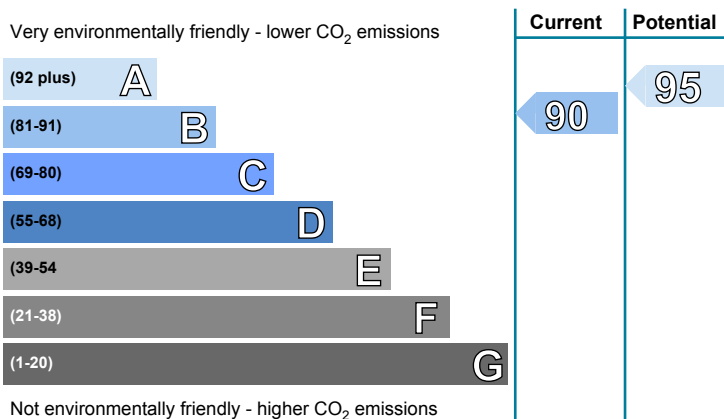 Current Potential
Very environmentally friendly - lower CO₂ emissions
(92 plus) A 95
(81-91) B 90
(69-80) C
(55-68) D
(39-54 E
(21-38) F
(1-20) G
Not environmentally friendly - higher CO₂ emissions